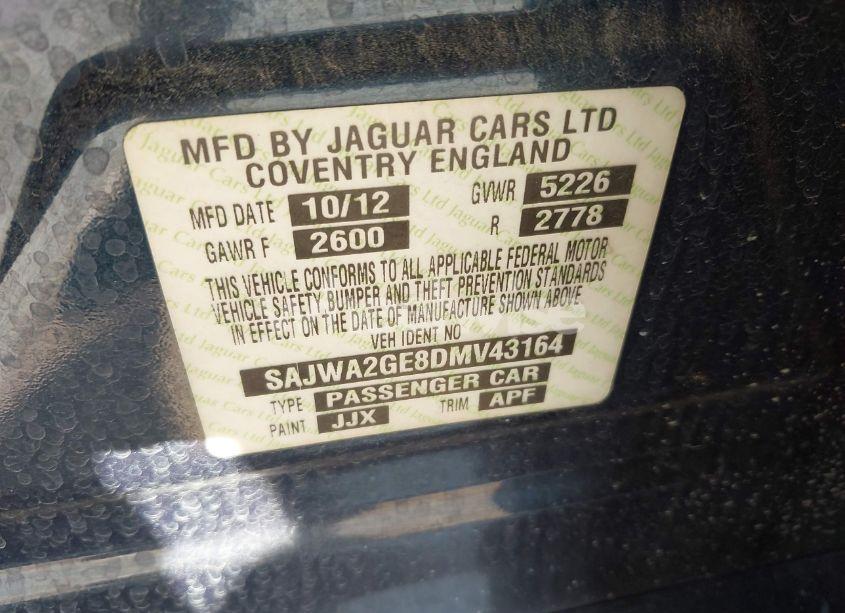 MFD BY JAGUAR CARS LTD
COVENTRY ENGLAND
MFD DATE 10/12 GVWR 5226
GAWR F 2600 R 2778
THIS VEHICLE CONFORMS TO ALL APPLICABLE FEDERAL MOTOR
VEHICLE SAFETY BUMPER AND THEFT PREVENTION STANDARDS
IN EFFECT ON THE DATE OF MANUFACTURE SHOWN ABOVE
VEH IDENT NO
SAJWA2GE8DMV43164
TYPE PASSENGER CAR
PAINT JJX TRIM APF